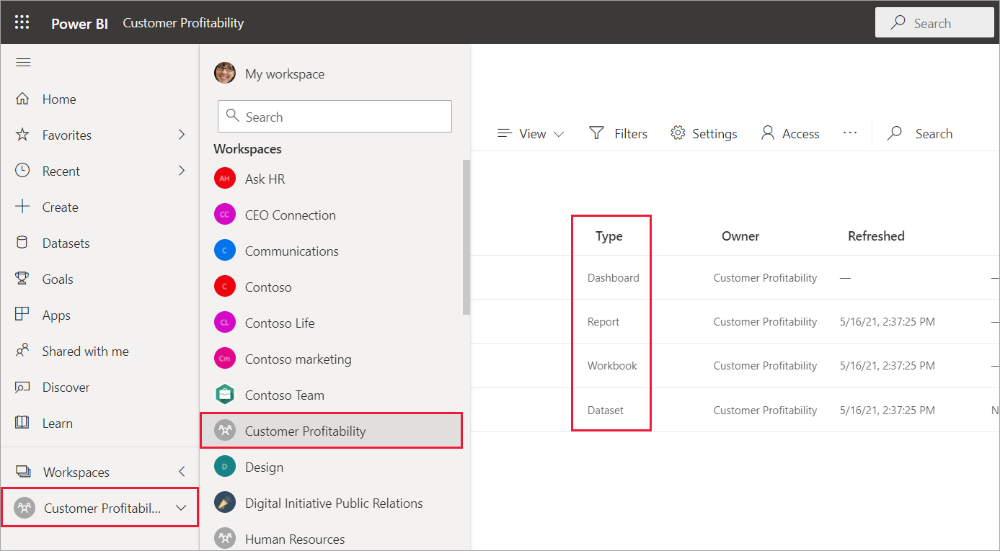 Power BI Customer Profitability Search
Home
Favorites
Recent
Create
Datasets
Goals
Apps
Shared with me
Discover
Learn
Workspaces
Customer Profitabil...
My workspace
Search
Workspaces
AH Ask HR
CC CEO Connection
C Communications
C Contoso
CL Contoso Life
Cm Contoso marketing
Contoso Team
Customer Profitability
D Design
Digital Initiative Public Relations
Human Resources
View Filters Settings Access ... Search
Type Owner Refreshed
Dashboard Customer Profitability — —
Report Customer Profitability 5/16/21, 2:37:25 PM —
Workbook Customer Profitability 5/16/21, 2:37:25 PM —
Dataset Customer Profitability 5/16/21, 2:37:25 PM N